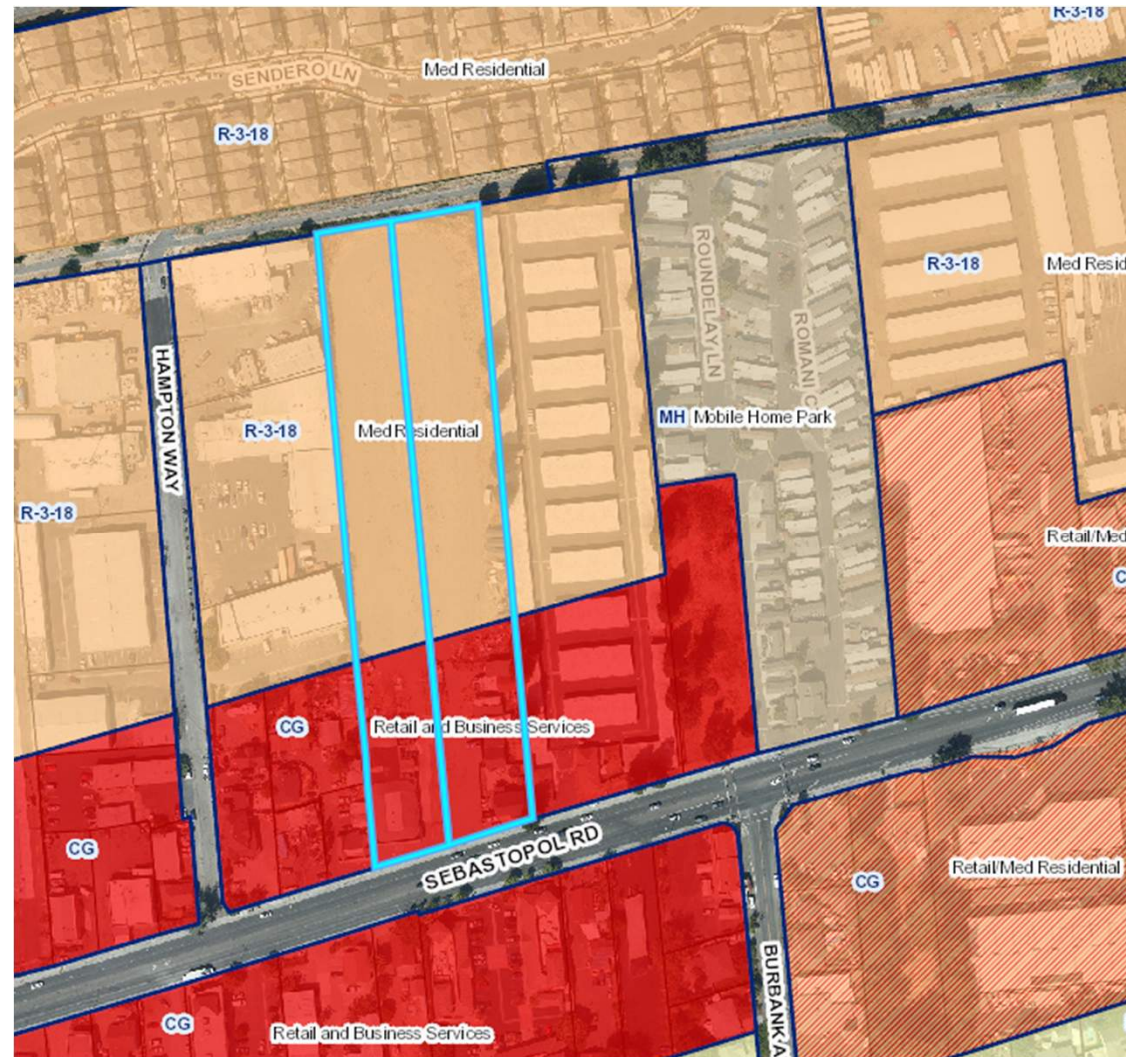 R-3-18
Med Residential
SENDERO LN
R-3-18
ROUNDELAY LN
R-3-18
Med Resid
ROMANI C
HAMPTON WAY
MH Mobile Home Park
R-3-18
Med Residential
R-3-18
Retail/Med
C
CG
Retail and Business Services
SEBASTOPOL RD
CG
Retail/Med Residential
CG
BURBANK A
CG
Retail and Business Services